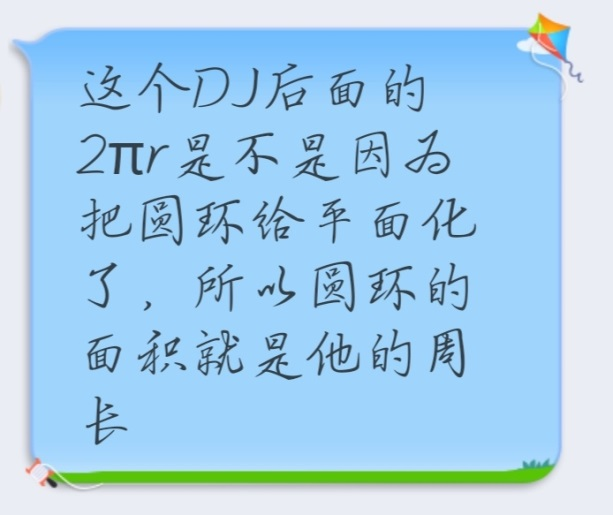 这个DJ后面的
2πr是不是因为
把圆环给平面化
了，所以圆环的
面积就是他的周
长